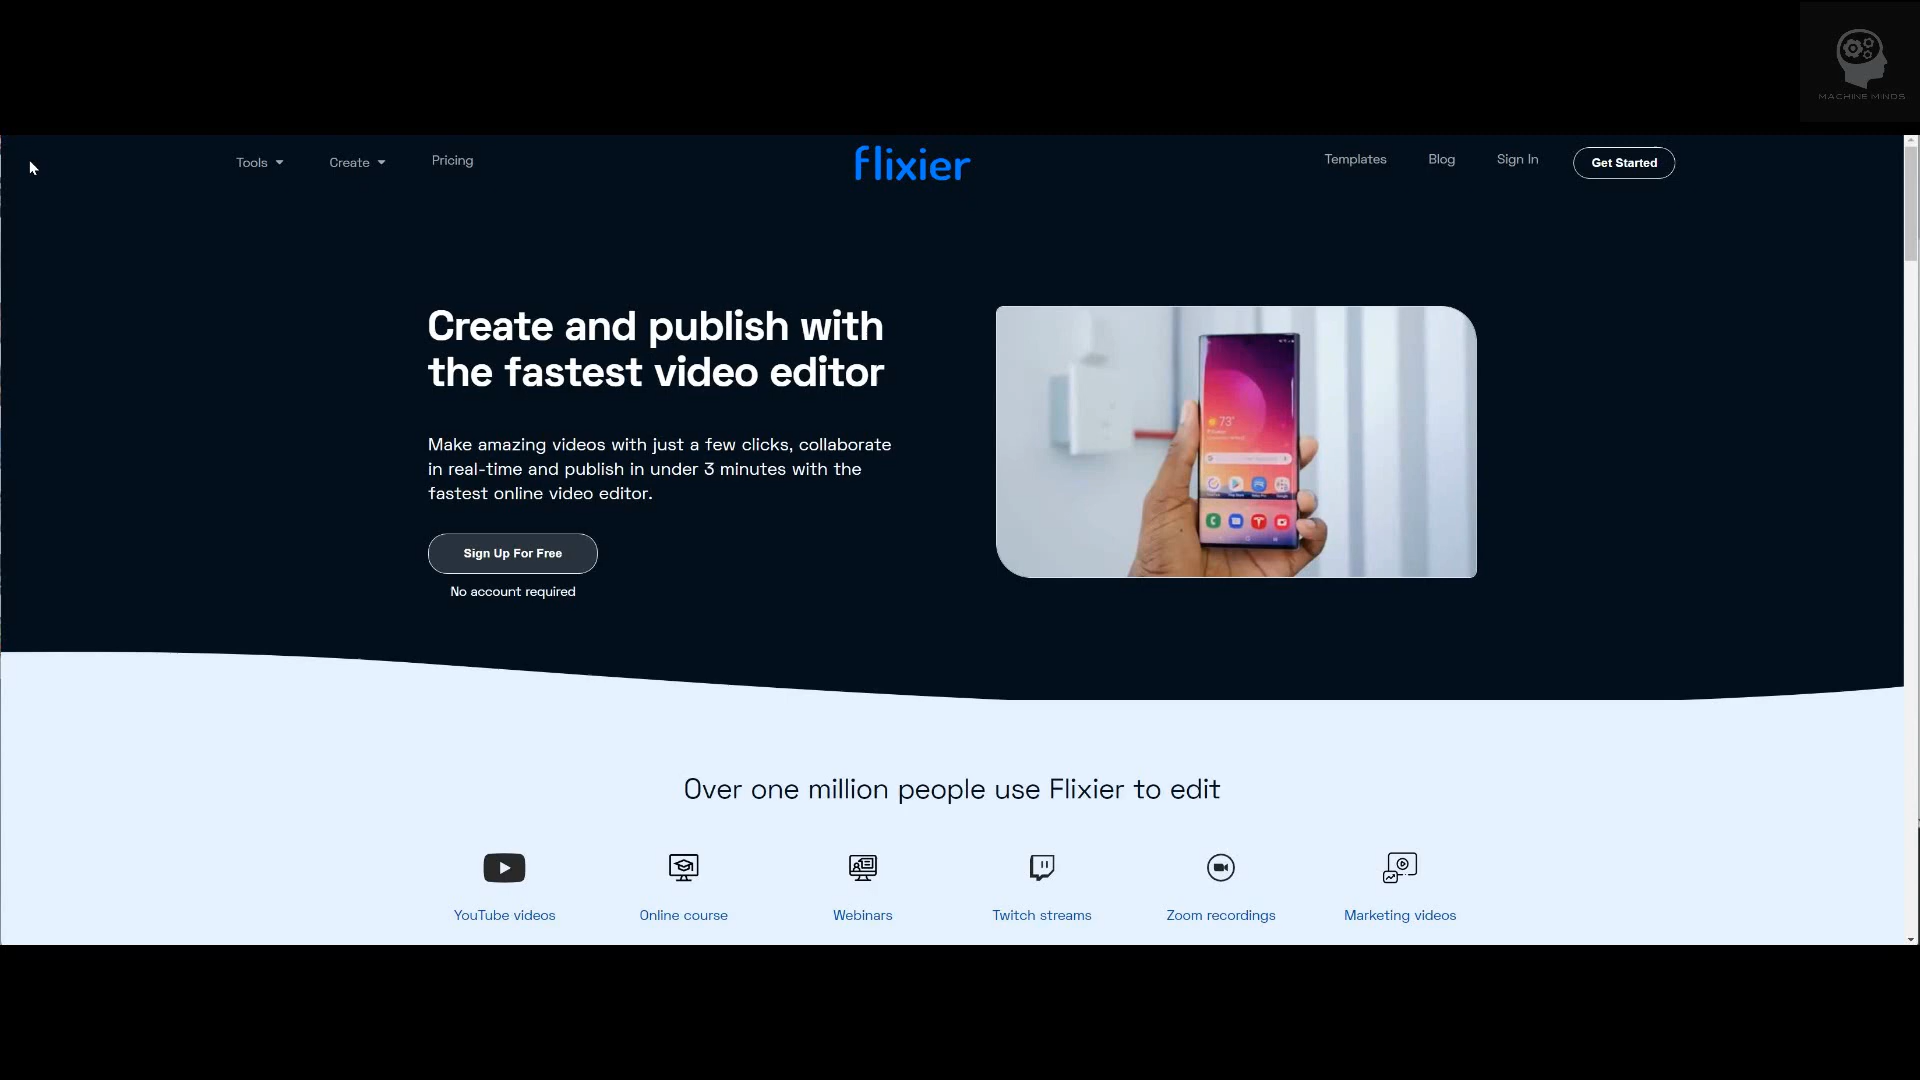 MACHINE MINDS
Tools
Create
Pricing
flixier
Templates
Blog
Sign In
Get Started
Create and publish with
the fastest video editor
Make amazing videos with just a few clicks, collaborate
in real-time and publish in under 3 minutes with the
fastest online video editor.
Sign Up For Free
No account required
73°
Over one million people use Flixier to edit
YouTube videos
Online course
Webinars
Twitch streams
Zoom recordings
Marketing videos